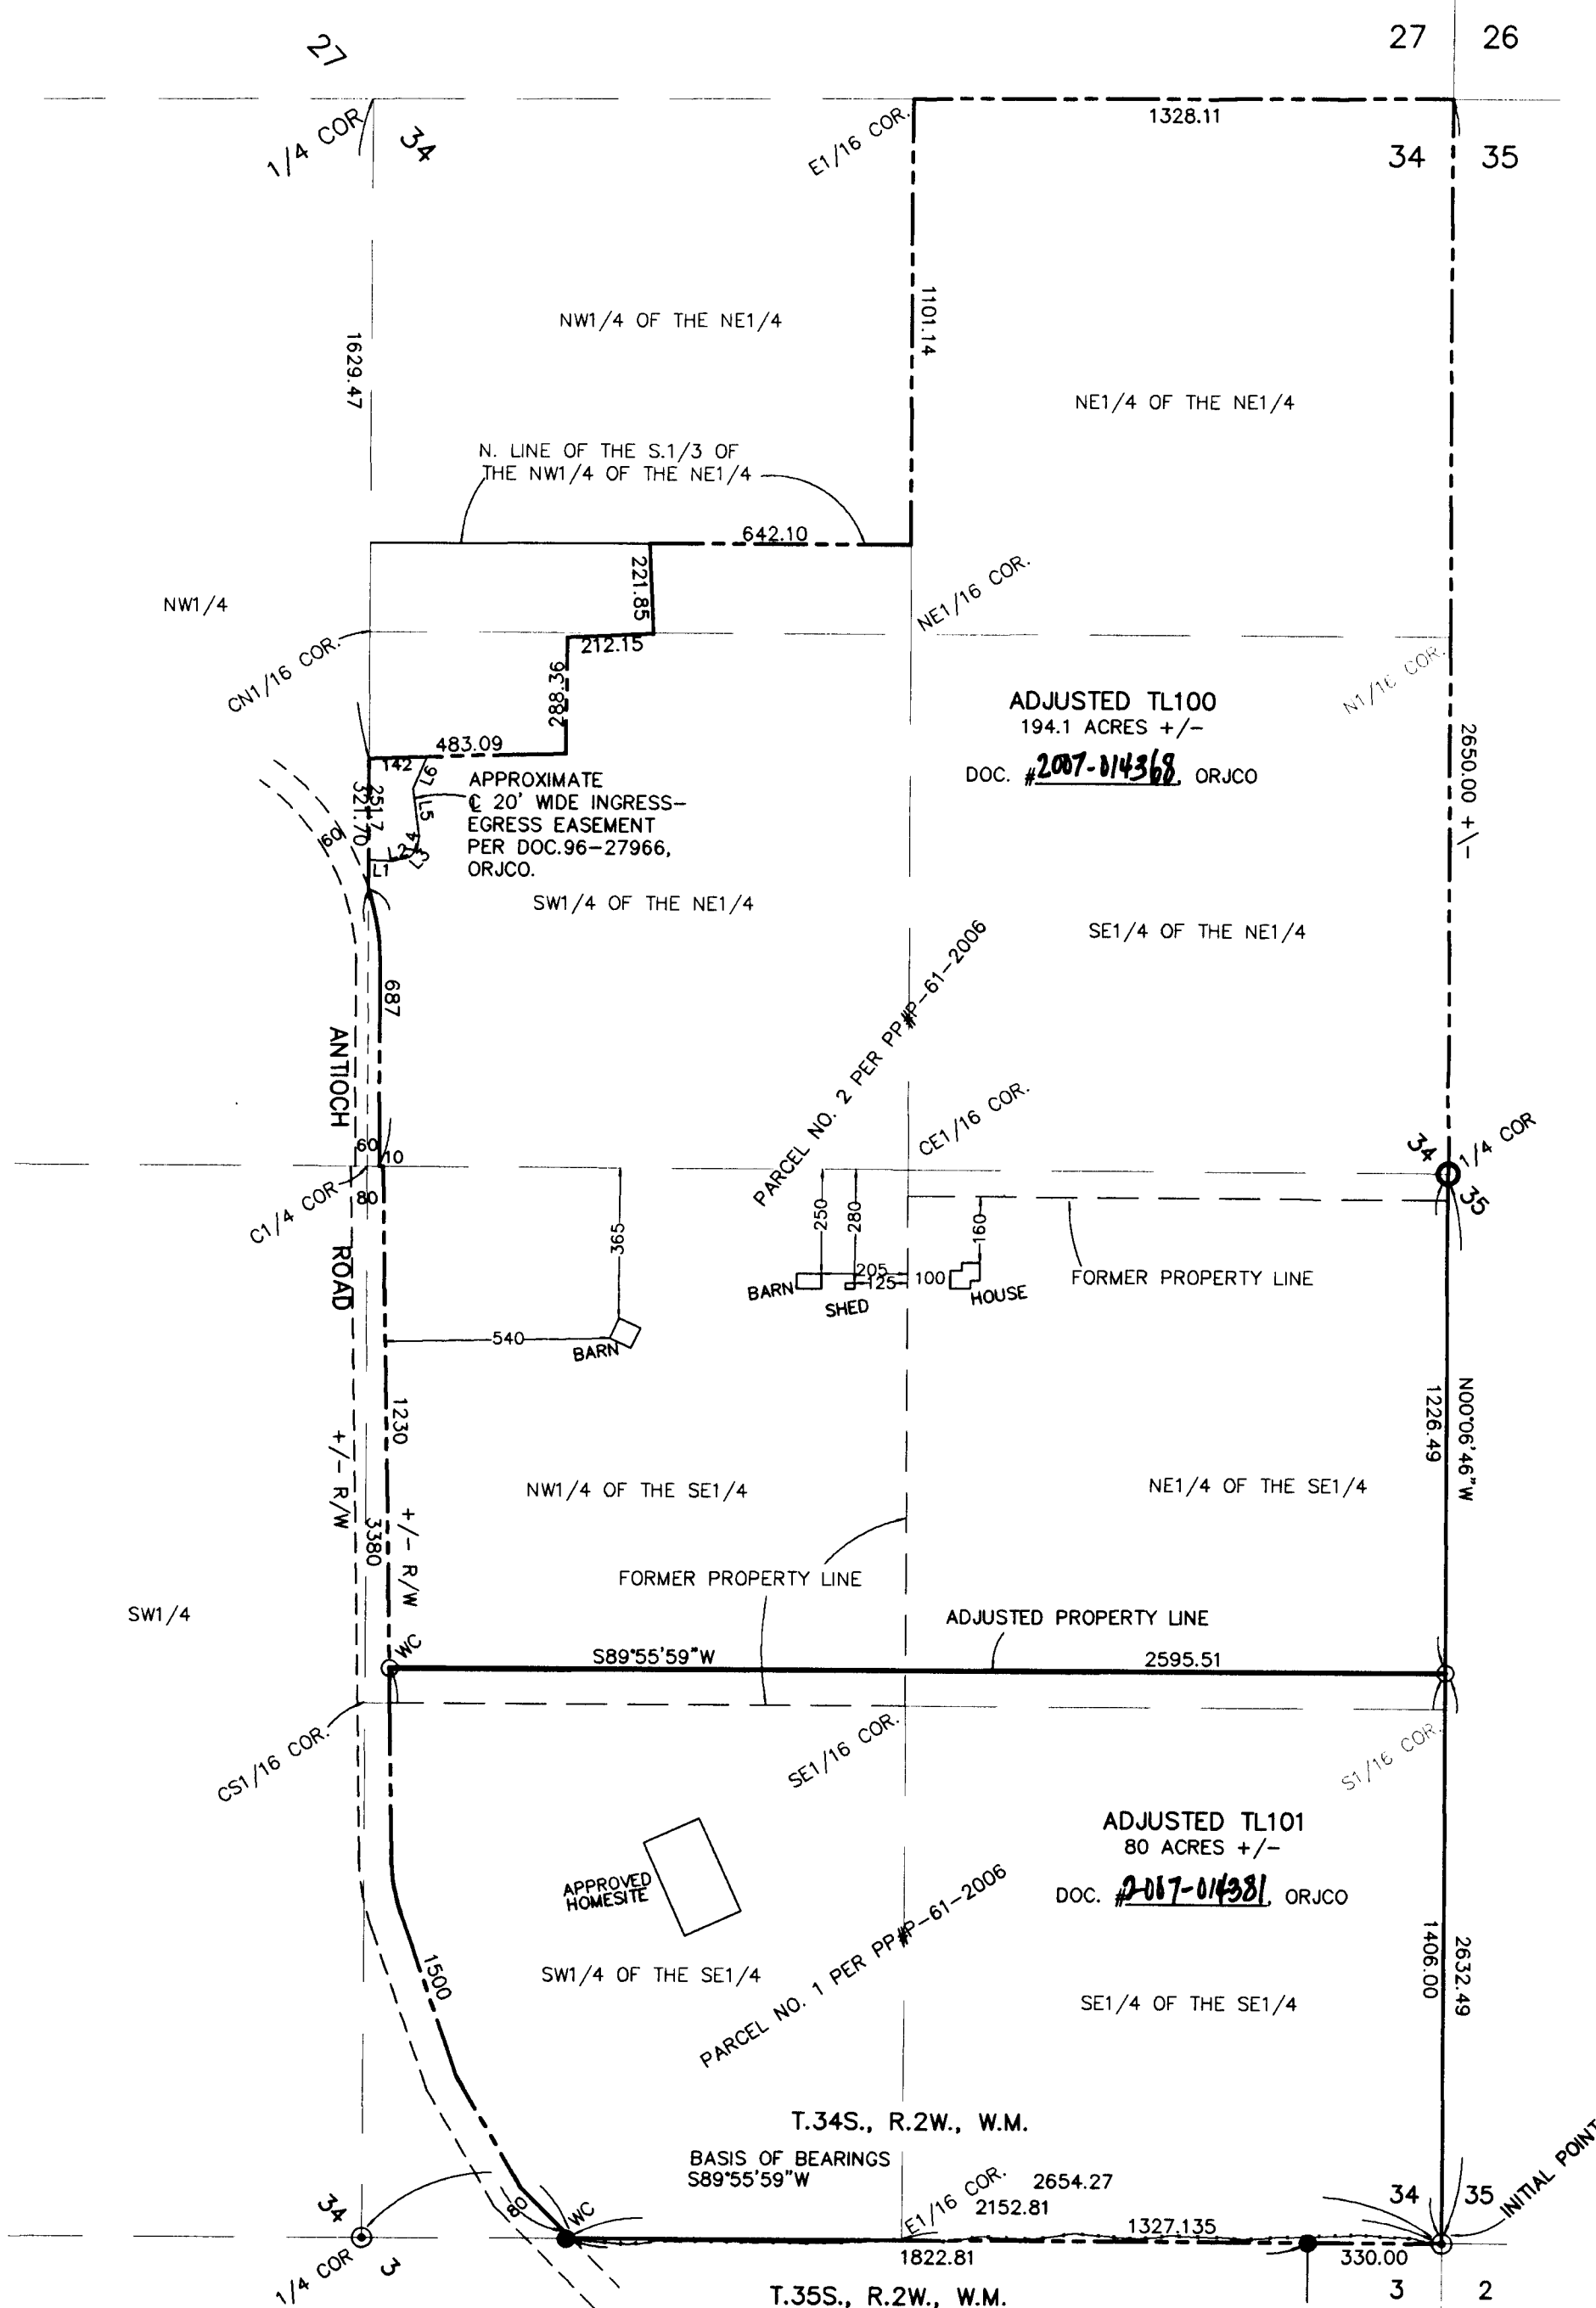 27
27 26
1/4 COR
34
E1/16 COR.
1328.11
34 35
1629.47
NW1/4 OF THE NE1/4
1101.14
NE1/4 OF THE NE1/4
N. LINE OF THE S.1/3 OF
THE NW1/4 OF THE NE1/4
642.10
221.85
NE1/16 COR.
NW1/4
212.15
CN1/16 COR.
288.36
N1/16 COR.
ADJUSTED TL100
194.1 ACRES +/-
DOC. #2007-014368, ORJCO
2650.00 +/-
483.09
142
L6
L5
251.7
321.70
60
L2
L4
L3
L1
APPROXIMATE
℄ 20' WIDE INGRESS-
EGRESS EASEMENT
PER DOC.96-27966,
ORJCO.
SW1/4 OF THE NE1/4
SE1/4 OF THE NE1/4
687
ANTIOCH
PARCEL NO. 2 PER PP#P-61-2006
CE1/16 COR.
34
1/4 COR
35
60
10
C1/4 COR
80
365
250
280
160
ROAD
205
125
100
BARN
SHED
HOUSE
FORMER PROPERTY LINE
540
BARN
1230
N00°06'46"W
1226.49
+/- R/W
3380
+/- R/W
NW1/4 OF THE SE1/4
NE1/4 OF THE SE1/4
FORMER PROPERTY LINE
SW1/4
ADJUSTED PROPERTY LINE
WC
S89°55'59"W
2595.51
CS1/16 COR.
SE1/16 COR.
S1/16 COR.
ADJUSTED TL101
80 ACRES +/-
DOC. #2007-014381, ORJCO
APPROVED
HOMESITE
PARCEL NO. 1 PER PP#P-61-2006
1500
SW1/4 OF THE SE1/4
SE1/4 OF THE SE1/4
2632.49
1406.00
T.34S., R.2W., W.M.
BASIS OF BEARINGS
S89°55'59"W
E1/16 COR.
2654.27
2152.81
34 35
INITIAL POINT
34
80
WC
1327.135
1/4 COR
3
1822.81
330.00
3 2
T.35S., R.2W., W.M.